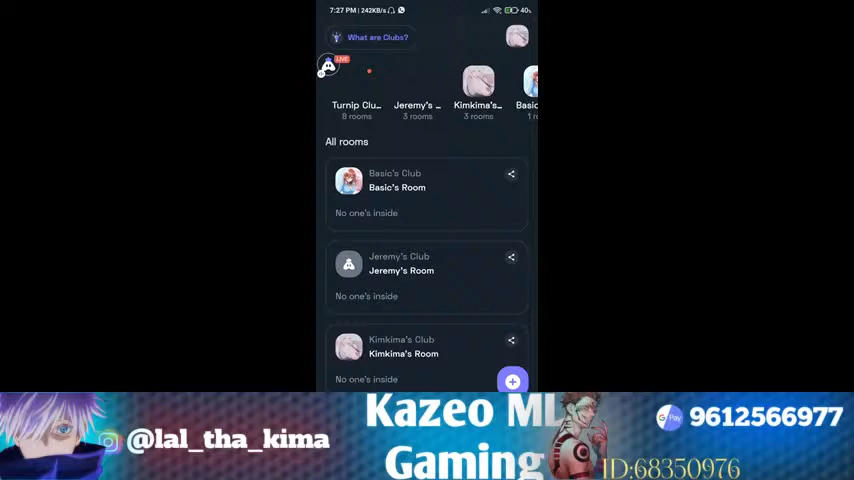 7:27 PM | 242KB/s
40%
What are Clubs?
LIVE
Turnip Clu...
8 rooms
Jeremy's ...
3 rooms
Kimkima's...
3 rooms
Basic
1 ro
All rooms
Basic's Club
Basic's Room
No one's inside
Jeremy's Club
Jeremy's Room
No one's inside
Kimkima's Club
Kimkima's Room
No one's inside
@lal_tha_kima
Kazeo ML
Gaming
G Pay
9612566977
ID:68350976